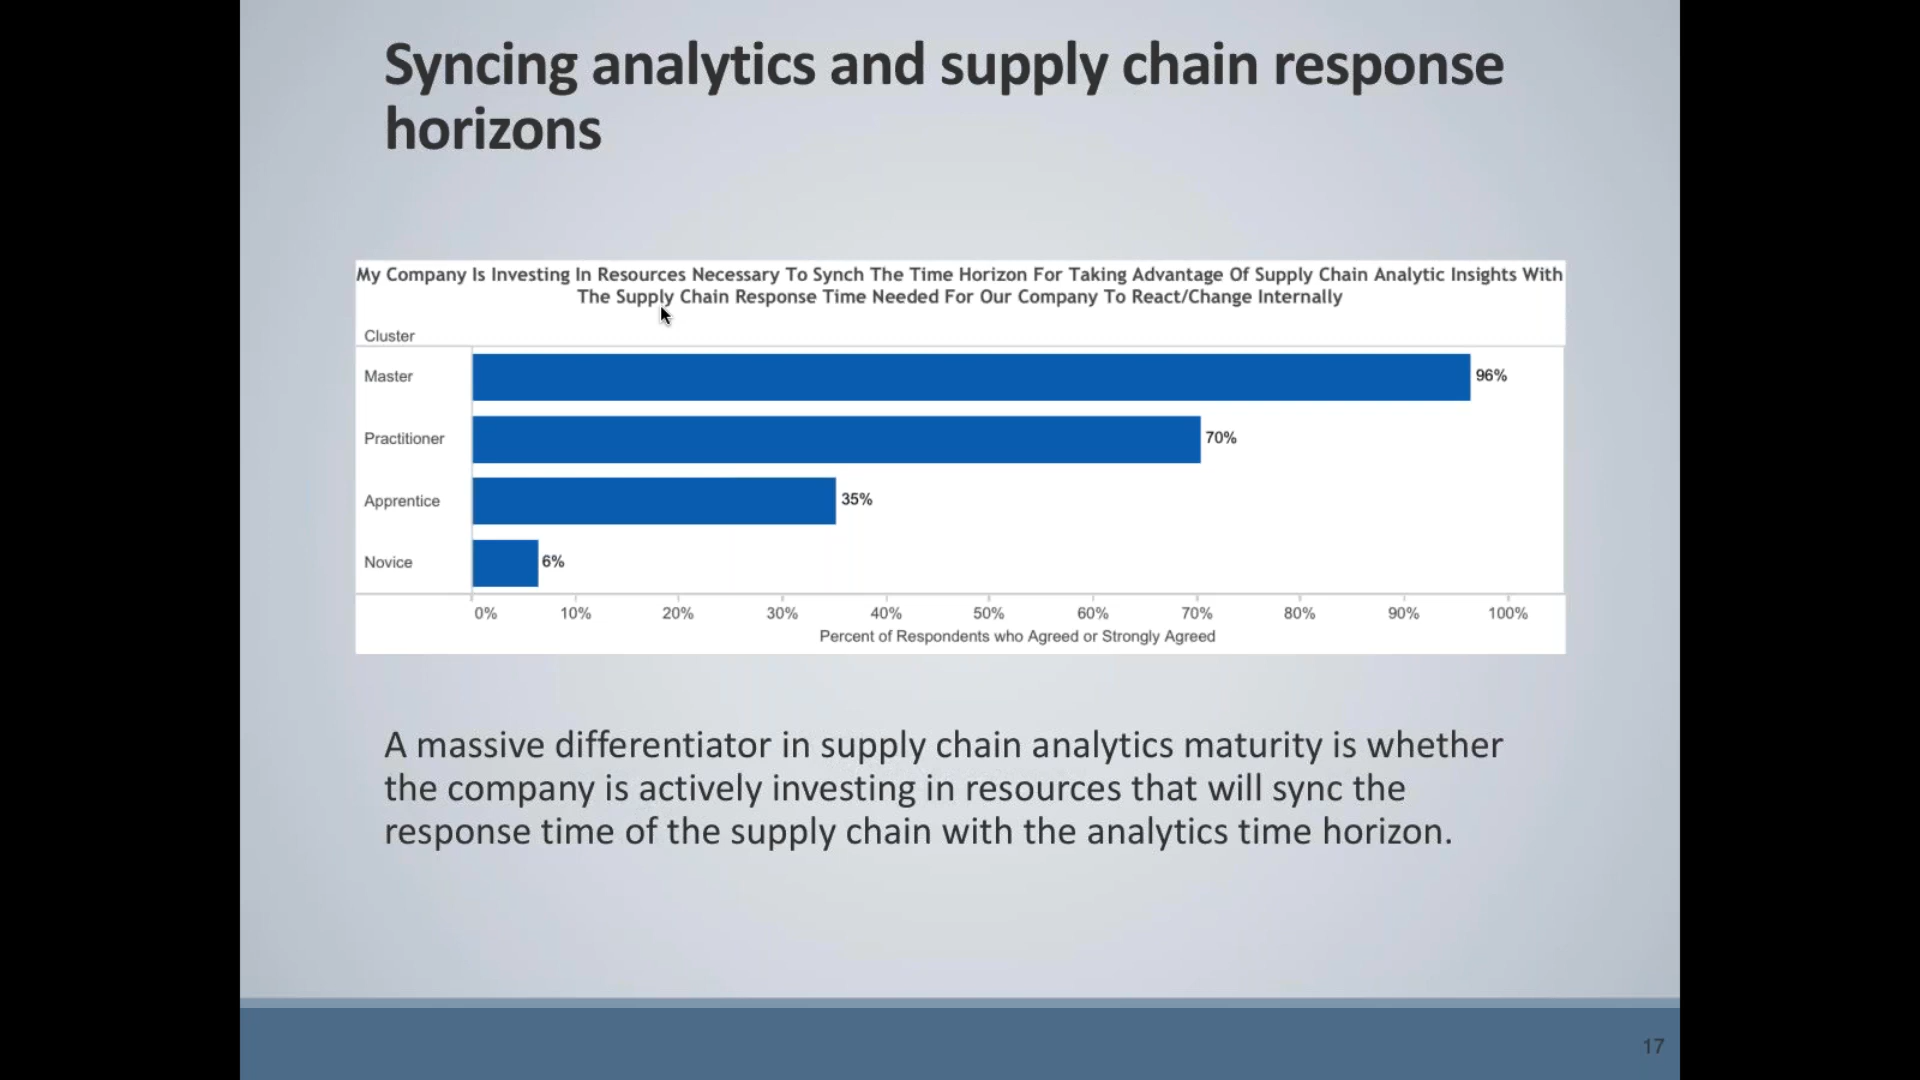 Syncing analytics and supply chain response
horizons
My Company Is Investing In Resources Necessary To Synch The Time Horizon For Taking Advantage Of Supply Chain Analytic Insights With
The Supply Chain Response Time Needed For Our Company To React/Change Internally
Cluster
Master 96%
Practitioner 70%
Apprentice 35%
Novice 6%
0% 10% 20% 30% 40% 50% 60% 70% 80% 90% 100%
Percent of Respondents who Agreed or Strongly Agreed
A massive differentiator in supply chain analytics maturity is whether
the company is actively investing in resources that will sync the
response time of the supply chain with the analytics time horizon.
17